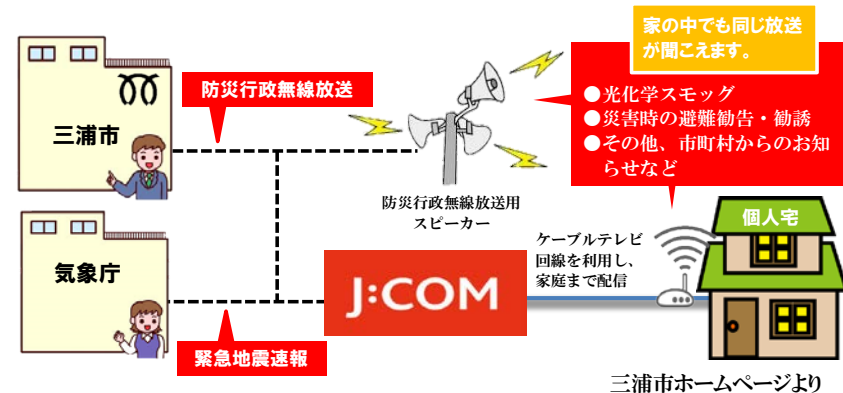 家の中でも同じ放送
が聞こえます。
●光化学スモッグ
●災害時の避難勧告・勧誘
●その他、市町村からのお知
らせなど
防災行政無線放送
三浦市
防災行政無線放送用
スピーカー
個人宅
ケーブルテレビ
回線を利用し、
家庭まで配信
気象庁
J:COM
緊急地震速報
三浦市ホームページより